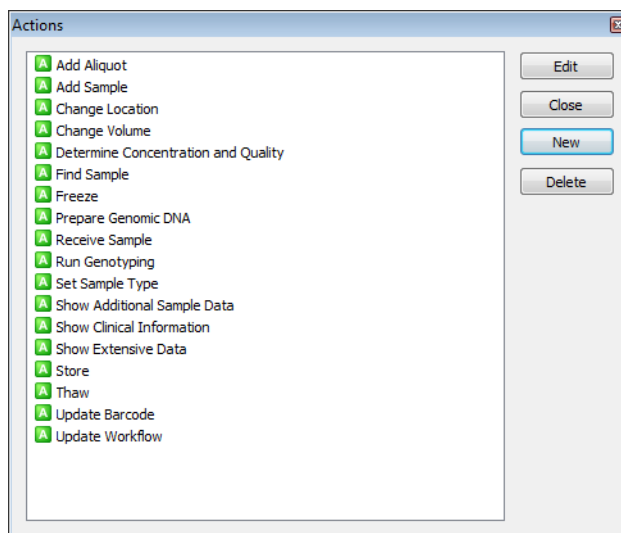 Actions
A Add Aliquot
A Add Sample
A Change Location
A Change Volume
A Determine Concentration and Quality
A Find Sample
A Freeze
A Prepare Genomic DNA
A Receive Sample
A Run Genotyping
A Set Sample Type
A Show Additional Sample Data
A Show Clinical Information
A Show Extensive Data
A Store
A Thaw
A Update Barcode
A Update Workflow
Edit
Close
New
Delete